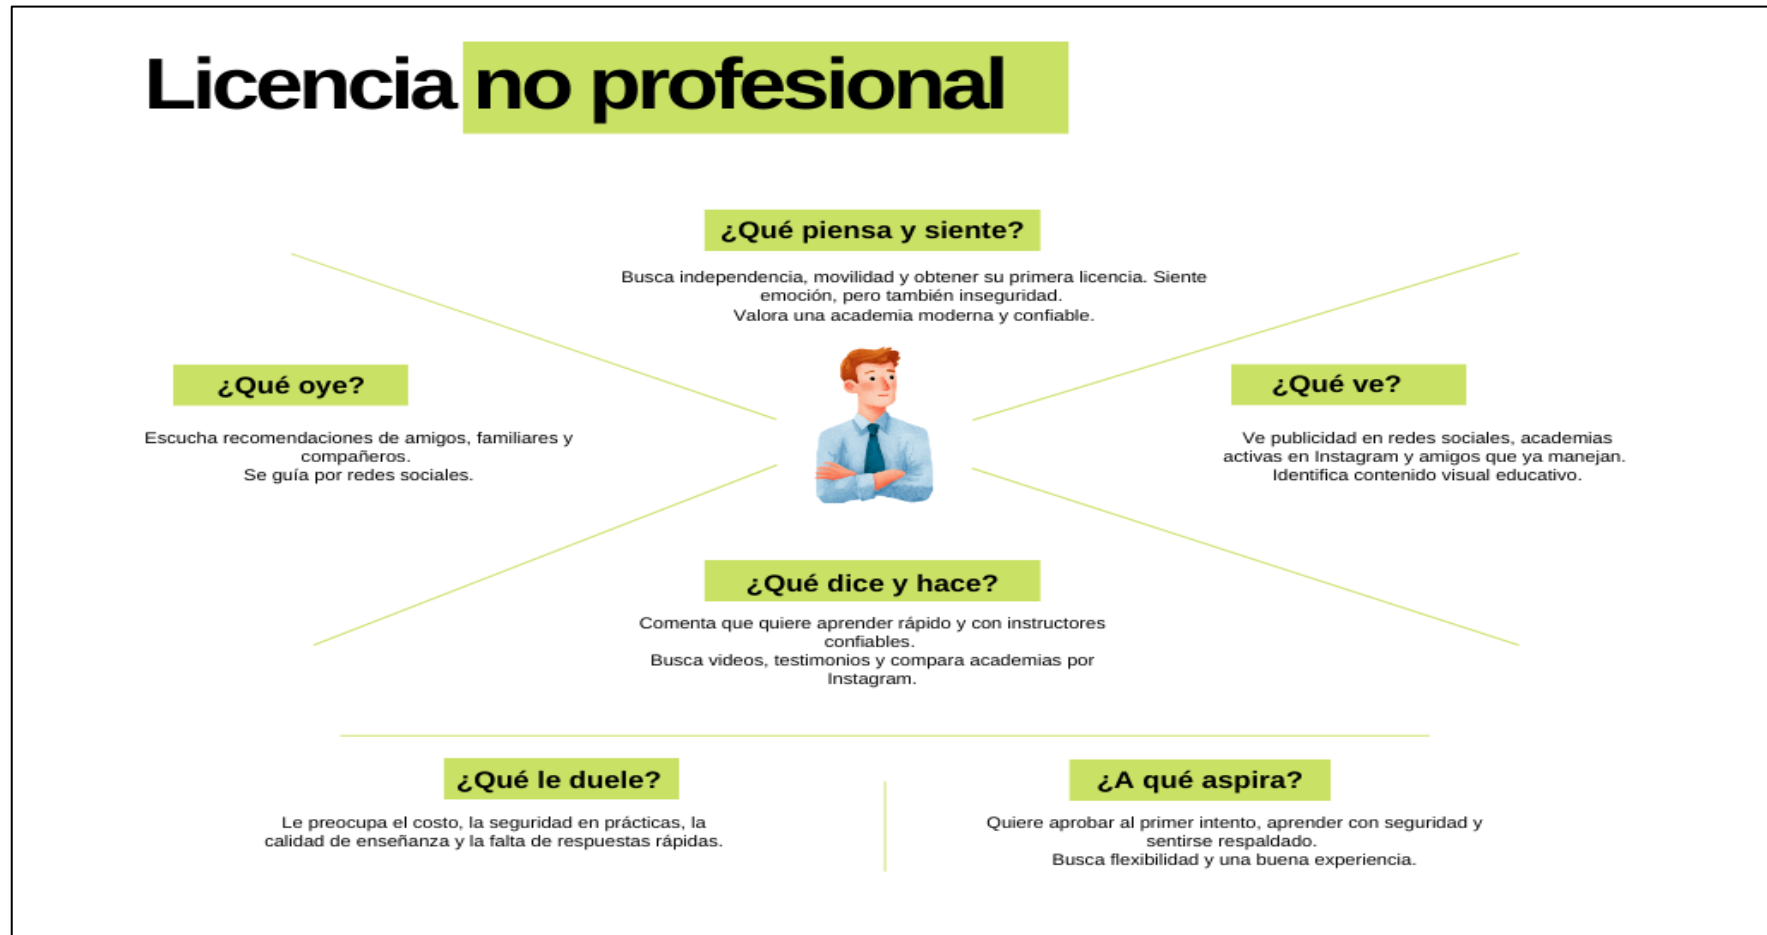 Licencia no profesional
¿Qué piensa y siente?
Busca independencia, movilidad y obtener su primera licencia. Siente
emoción, pero también inseguridad.
Valora una academia moderna y confiable.
¿Qué oye?
Escucha recomendaciones de amigos, familiares y
compañeros.
Se guía por redes sociales.
¿Qué ve?
Ve publicidad en redes sociales, academias
activas en Instagram y amigos que ya manejan.
Identifica contenido visual educativo.
¿Qué dice y hace?
Comenta que quiere aprender rápido y con instructores
confiables.
Busca videos, testimonios y compara academias por
Instagram.
¿Qué le duele?
Le preocupa el costo, la seguridad en prácticas, la
calidad de enseñanza y la falta de respuestas rápidas.
¿A qué aspira?
Quiere aprobar al primer intento, aprender con seguridad y
sentirse respaldado.
Busca flexibilidad y una buena experiencia.